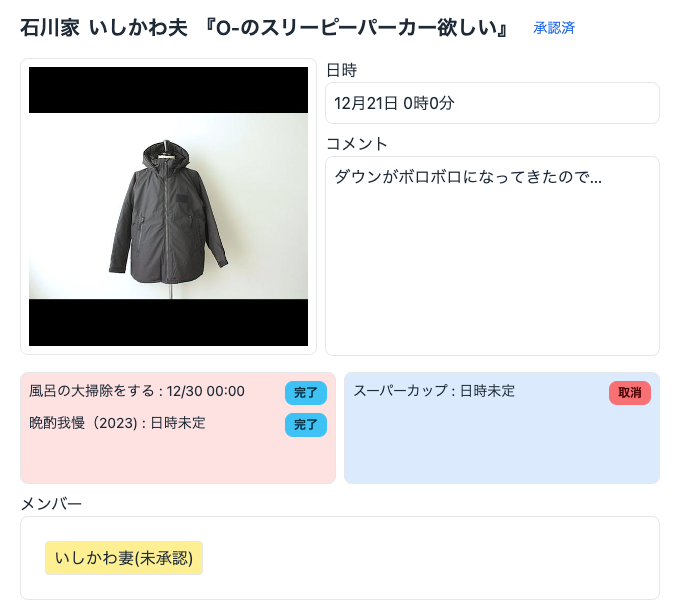 石川家 いしかわ夫 『O-のスリーピーパーカー欲しい』 承認済
日時
12月21日 0時0分
コメント
ダウンがボロボロになってきたので...
風呂の大掃除をする : 12/30 00:00 完了
晩酌我慢（2023) : 日時未定 完了
スーパーカップ : 日時未定 取消
メンバー
いしかわ妻(未承認)